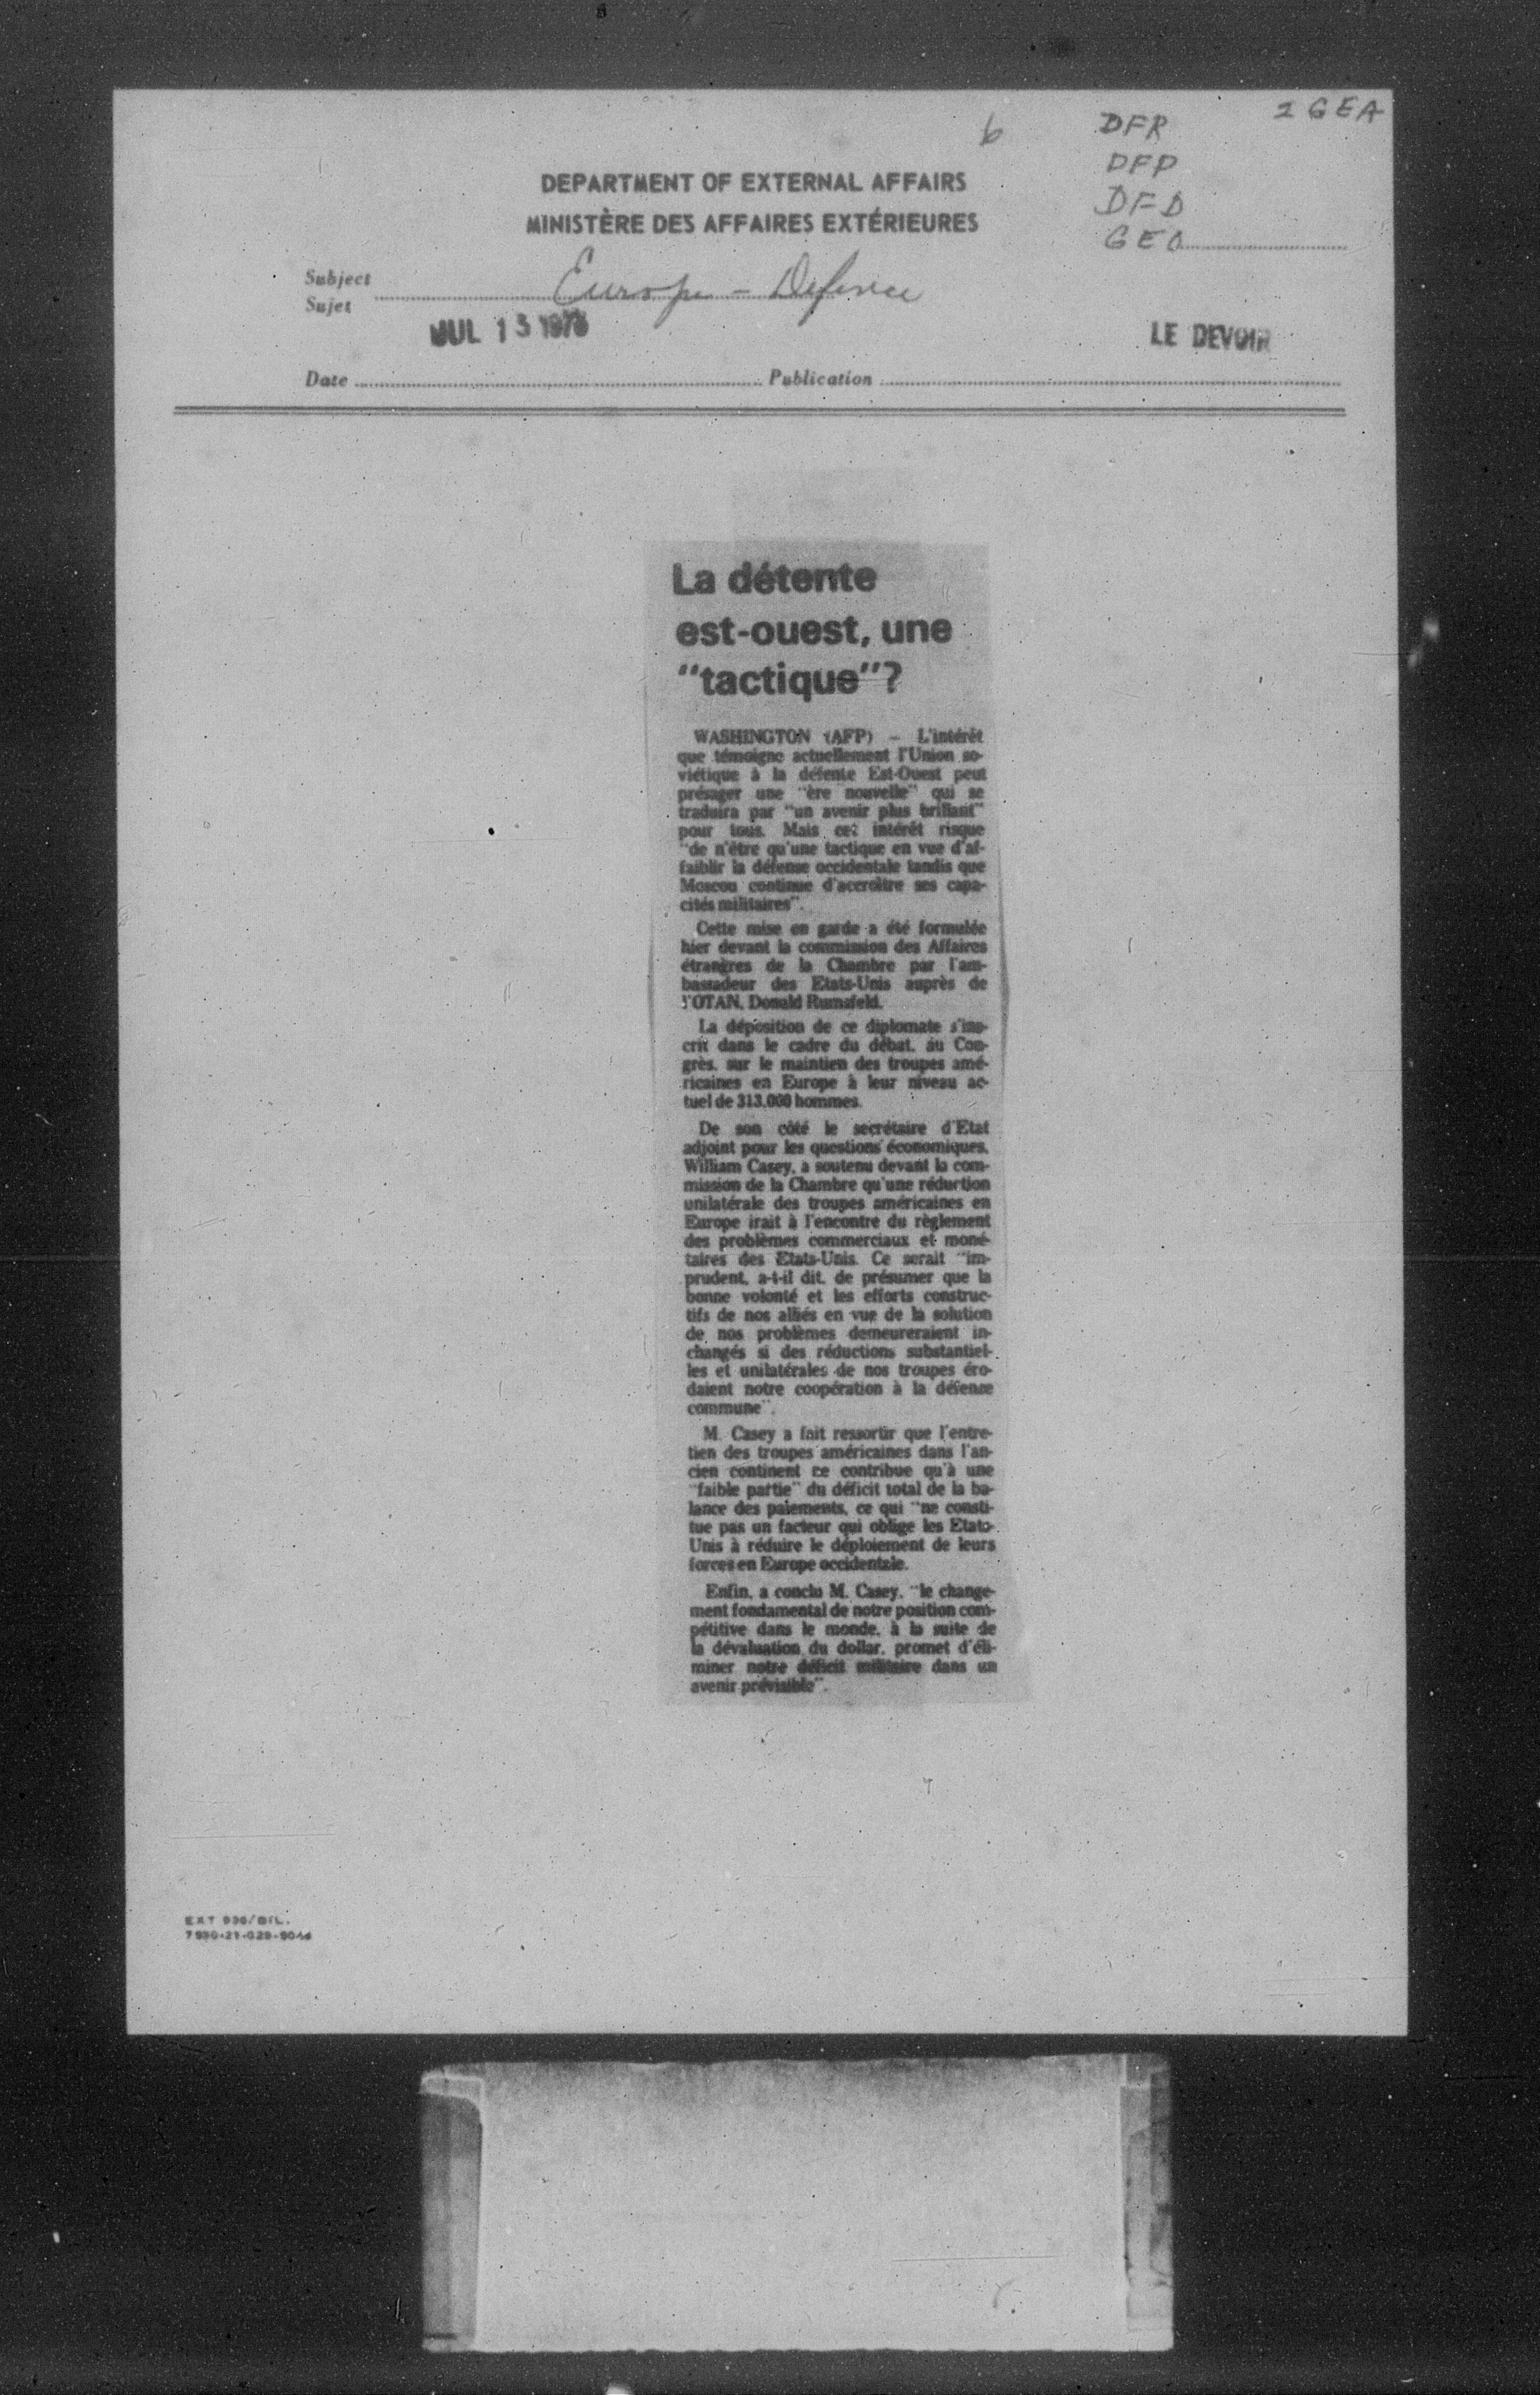 2 GEA
b
DFR
DFP
DFD
GEO
DEPARTMENT OF EXTERNAL AFFAIRS
MINISTÈRE DES AFFAIRES EXTÉRIEURES
Subject
Sujet
Europe - Defence
JUL 13 1973
LE DEVOIR
Date Publication
La détente
est-ouest, une
"tactique"?
WASHINGTON (AFP) – L'intérêt
que témoigne actuellement l'Union so-
viétique à la détente Est-Ouest peut
présager une "ère nouvelle" qui se
traduira par "un avenir plus brillant"
pour tous. Mais cet intérêt risque
"de n'être qu'une tactique en vue d'af-
faiblir la défense occidentale tandis que
Moscou continue d'accroître ses capa-
cités militaires".
Cette mise en garde a été formulée
hier devant la commission des Affaires
étrangres de la Chambre par l'am-
bassadeur des Etats-Unis auprès de
l'OTAN, Donald Rumsfeld.
La déposition de ce diplomate s'ins-
crit dans le cadre du débat, au Con-
grès, sur le maintien des troupes amé-
ricaines en Europe à leur niveau ac-
tuel de 313.000 hommes.
De son côté le secrétaire d'Etat
adjoint pour les questions économiques,
William Casey, a soutenu devant la com-
mission de la Chambre qu'une réduction
unilatérale des troupes américaines en
Europe irait à l'encontre du règlement
des problèmes commerciaux et moné-
taires des Etats-Unis. Ce serait "im-
prudent, a-t-il dit, de présumer que la
bonne volonté et les efforts construc-
tifs de nos alliés en vue de la solution
de nos problèmes demeureraient in-
changés si des réductions substantiel-
les et unilatérales de nos troupes éro-
daient notre coopération à la défense
commune".
M. Casey a fait ressortir que l'entre-
tien des troupes américaines dans l'an-
cien continent ne contribue qu'à une
"faible partie" du déficit total de la ba-
lance des paiements, ce qui "ne consti-
tue pas un facteur qui oblige les Etats-
Unis à réduire le déploiement de leurs
forces en Europe occidentale.
Enfin, a conclu M. Casey, "le change-
ment fondamental de notre position com-
pétitive dans le monde, à la suite de
la dévaluation du dollar, promet d'éli-
miner notre déficit militaire dans un
avenir prévisible".
EXT 930/BIL.
7530-21-029-5044